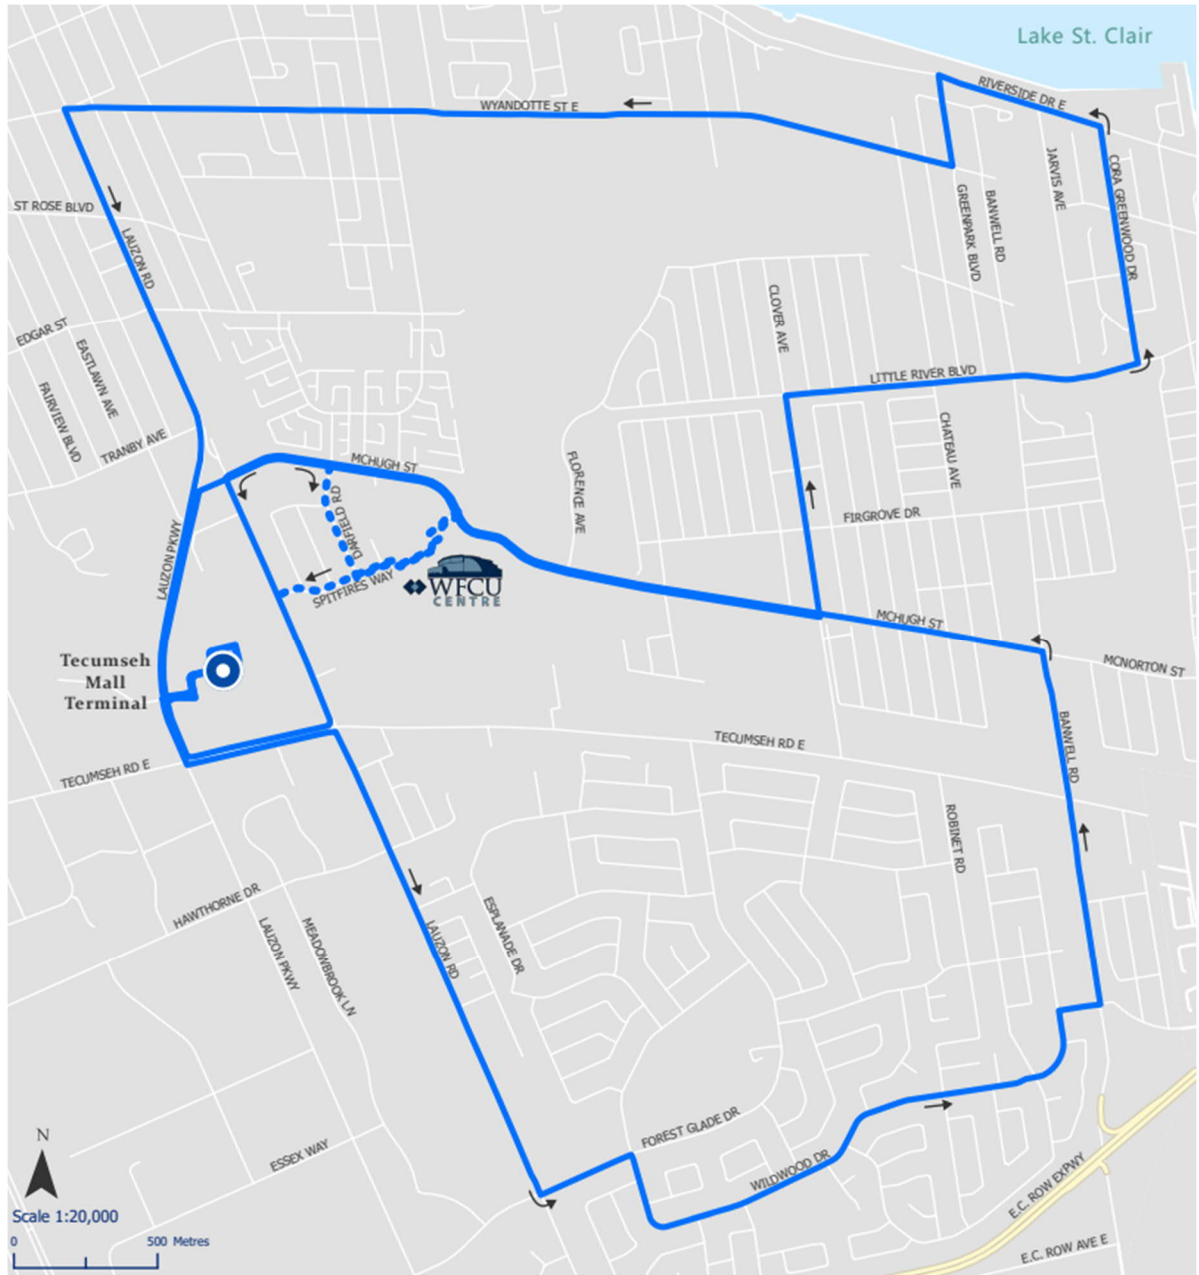 Lake St. Clair
RIVERSIDE DR E
WYANDOTTE ST E
CORA GREENWOOD DR
JARVIS AVE
BANWELL RD
GREENPARK BLVD
ST ROSE BLVD
LAUZON RD
CLOVER AVE
EDGAR ST
EASTLAWN AVE
FAIRVIEW BLVD
LITTLE RIVER BLVD
TRANBY AVE
CHATEAU AVE
MCHUGH ST
FLORENCE AVE
DARFIELD RD
FIRGROVE DR
LAUZON PKWY
SPITFIRES WAY
WFCU
CENTRE
MCHUGH ST
Tecumseh
Mall
Terminal
MCNORTON ST
BANWELL RD
TECUMSEH RD E
TECUMSEH RD E
ROBINET RD
HAWTHORNE DR
ESPLANADE DR
LAUZON RD
LAUZON PKWY
MEADOWBROOK LN
FOREST GLADE DR
N
ESSEX WAY
WILDWOOD DR
E.C. ROW EXPWY
Scale 1:20,000
0 500 Metres
E.C. ROW AVE E